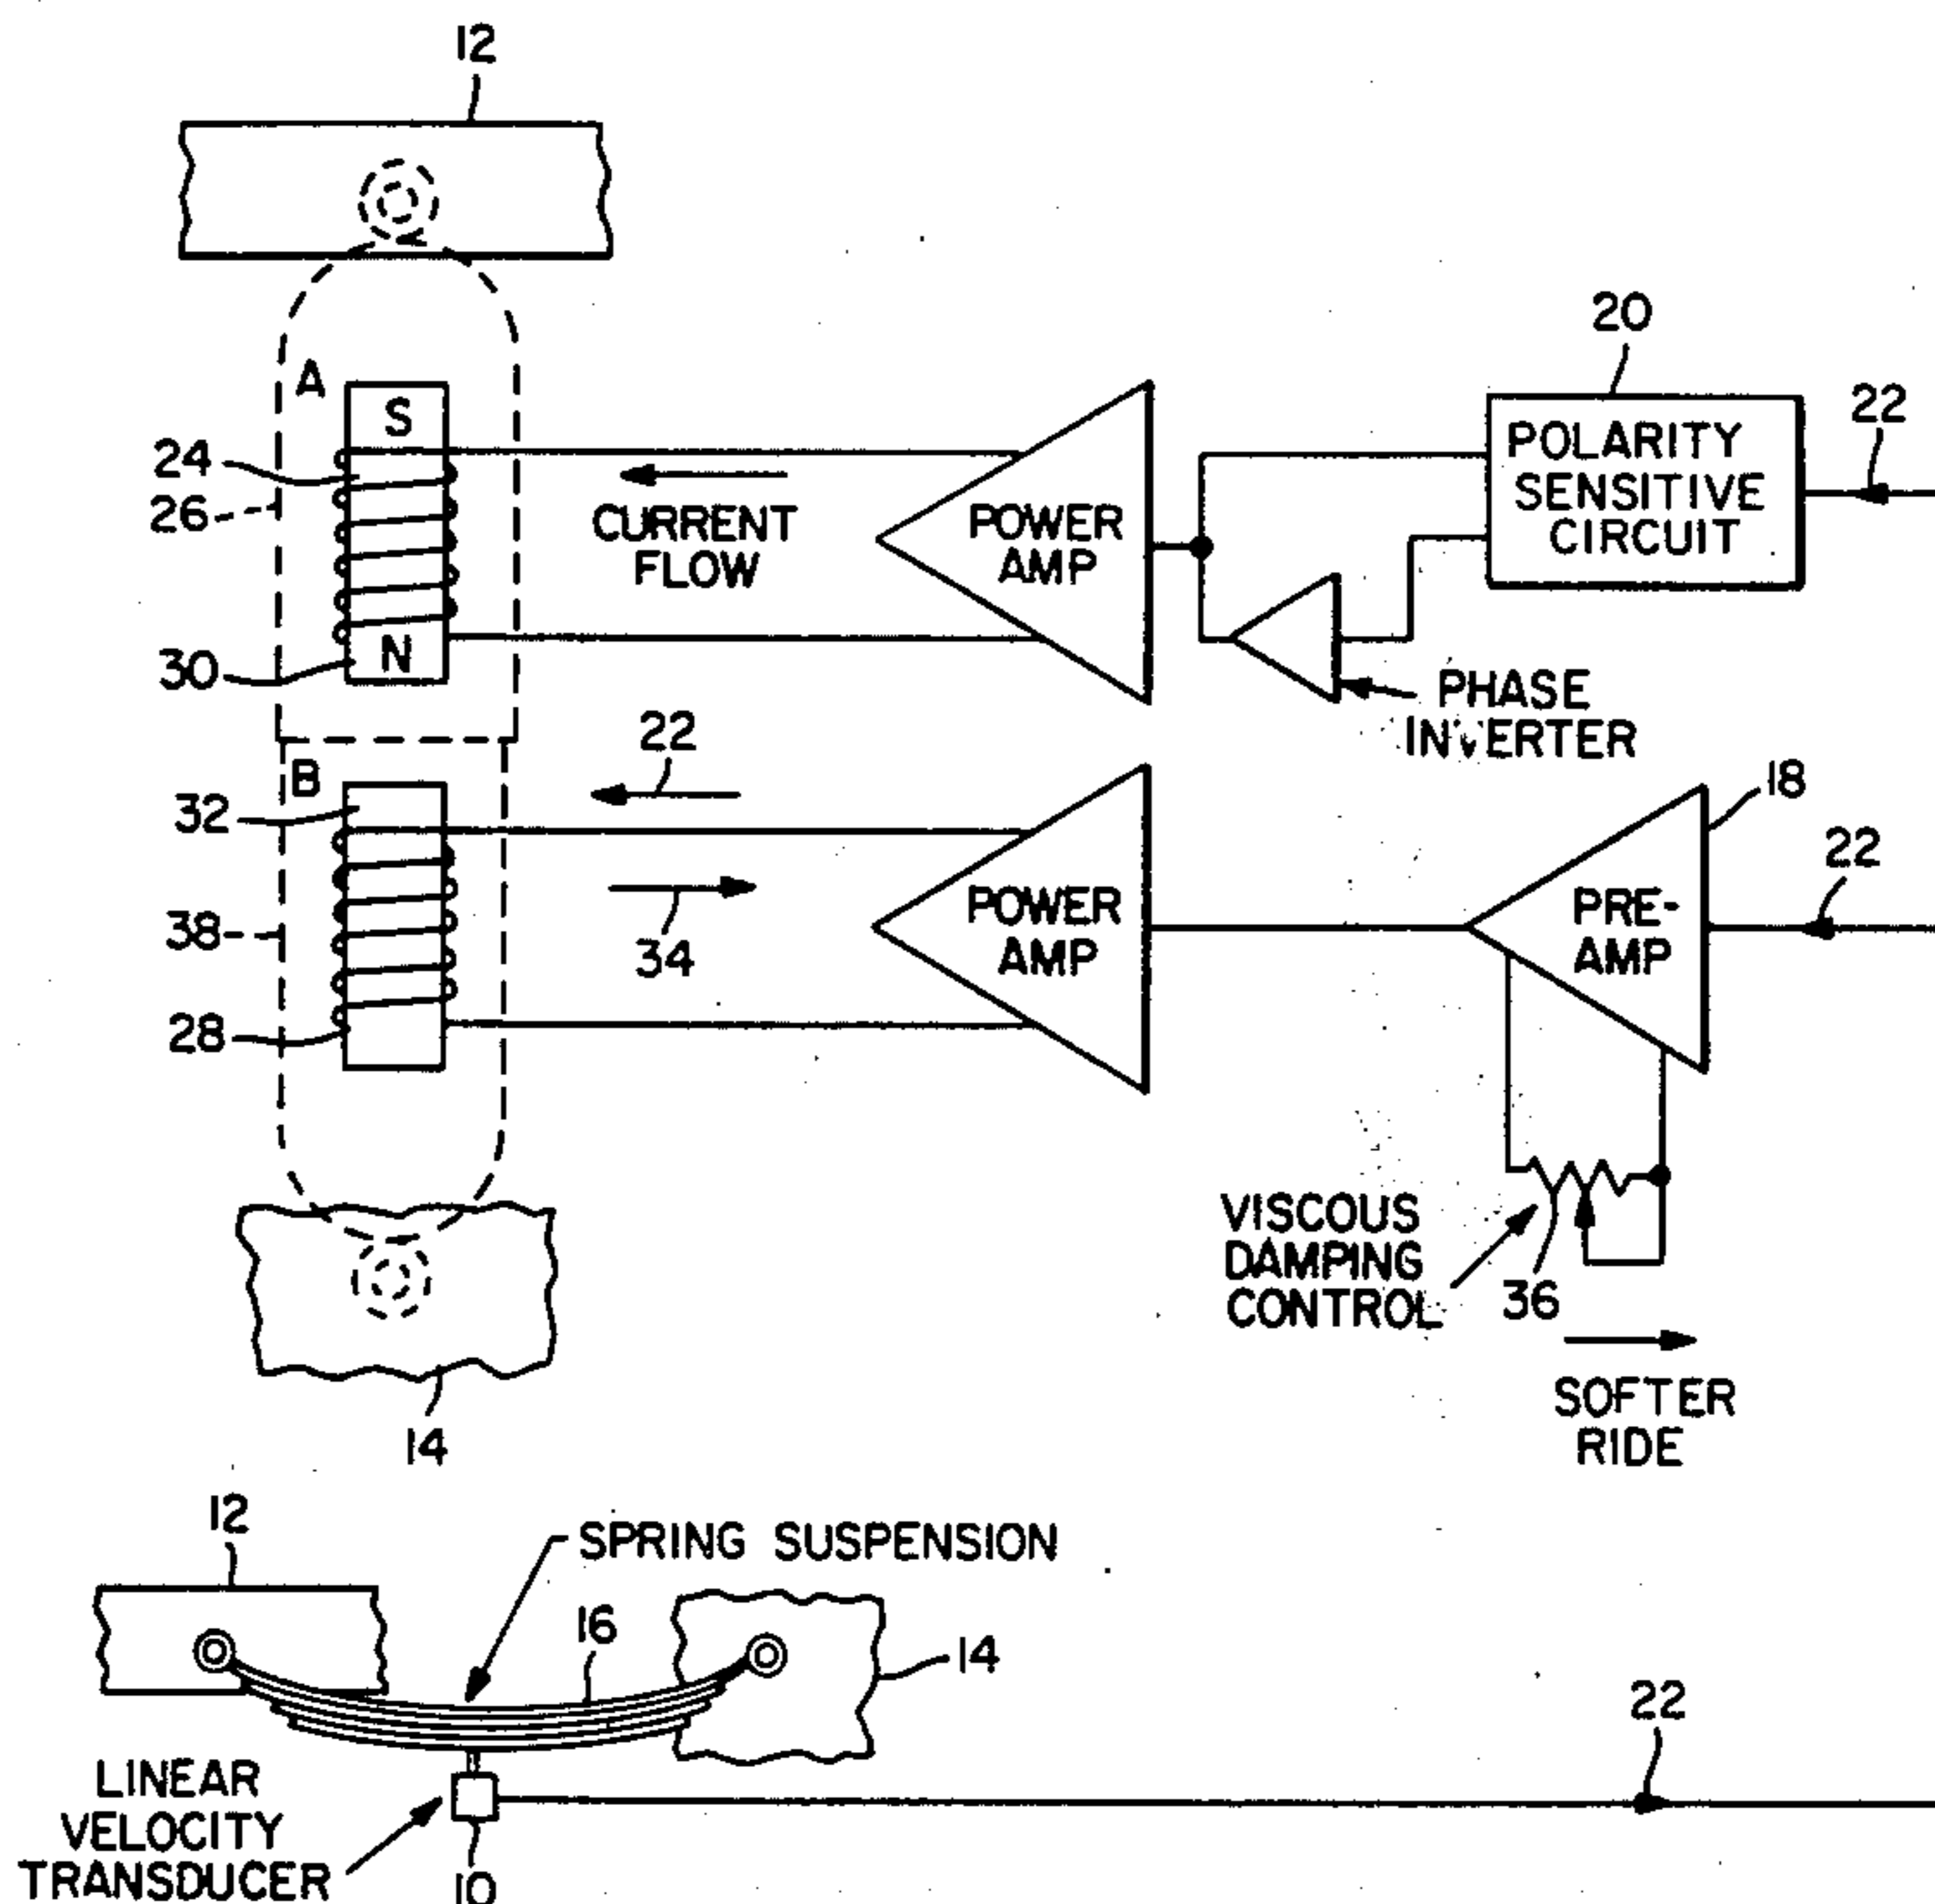 12
A
S
24
26
CURRENT
FLOW
POWER
AMP
20
POLARITY
SENSITIVE
CIRCUIT
22
30
N
PHASE
INVERTER
22
B
32
38
34
28
POWER
AMP
18
PRE-
AMP
22
VISCOUS
DAMPING
CONTROL
36
SOFTER
RIDE
14
12
SPRING SUSPENSION
16
14
22
LINEAR
VELOCITY
TRANSDUCER
10